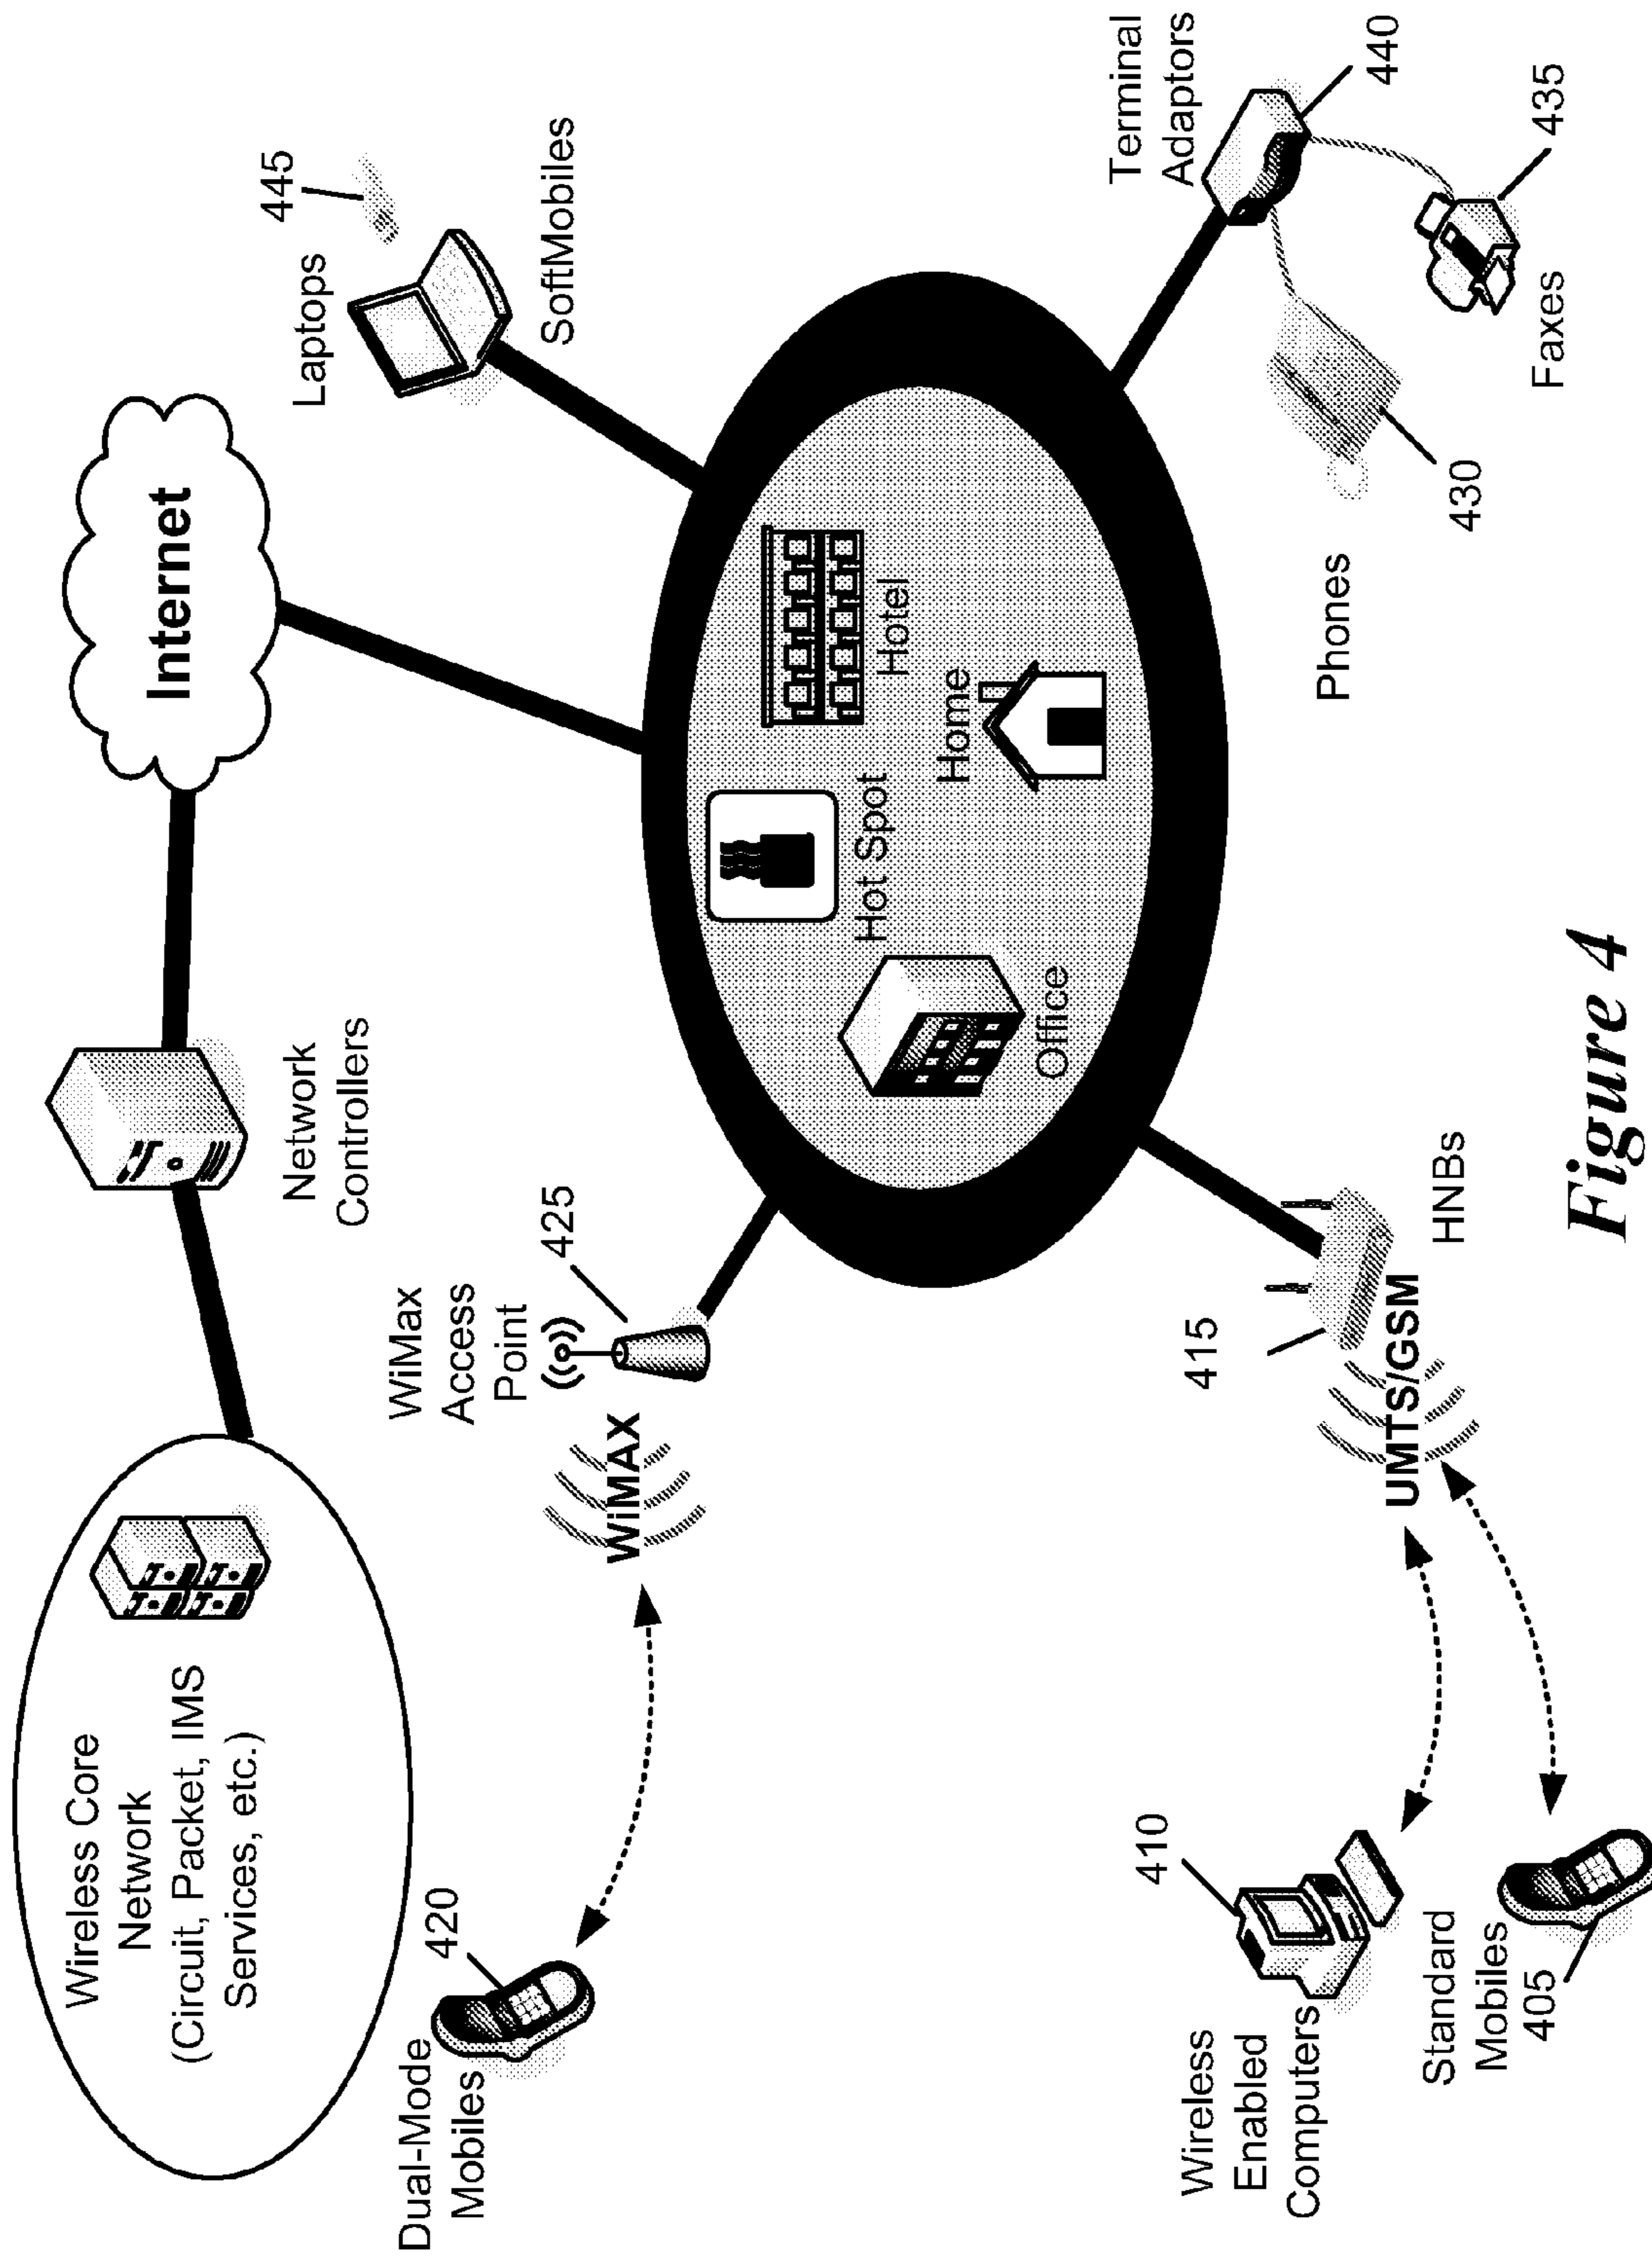 Wireless Core
Network
(Circuit, Packet, IMS
Services, etc.)
Network
Controllers
Internet
Laptops
445
SoftMobiles
Dual-Mode
Mobiles
420
WiMAX
WiMax
Access
Point
425
Office
Hot Spot
Home
Hotel
Wireless
Enabled
Computers
410
Standard
Mobiles
405
UMTS/GSM
415
HNBs
Phones
430
Terminal
Adaptors
440
Faxes
435
Figure 4